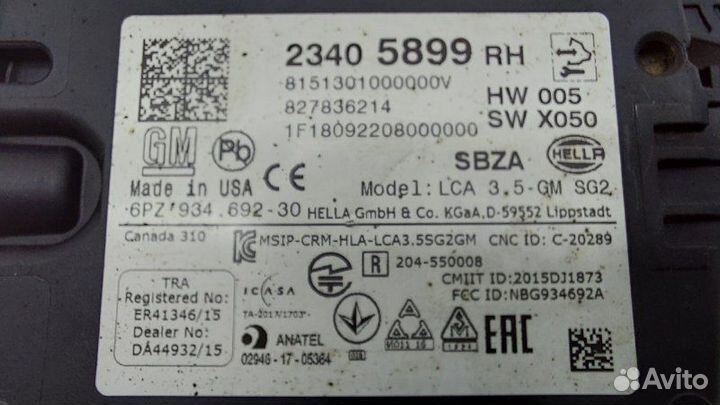 2340 5899 RH
8151301000000V
827836214
1F18092208000000
HW 005
SW X050
GM
Pb
SBZA
HELLA
Made in USA CE
Model: LCA 3.5-GM SG2
6PZ 934 692-30 HELLA GmbH & Co. KGaA, D-59552 Lippstadt
Canada 310
MSIP-CRM-HLA-LCA3.5SG2GM
CNC ID: C-20289
R 204-550008
CMIIT ID:2015DJ1873
FCC ID:NBG934692A
TRA
Registered No:
ER41346/15
Dealer No:
DA44932/15
ICASA
ANATEL
02946-17-05364
EAC
Avito